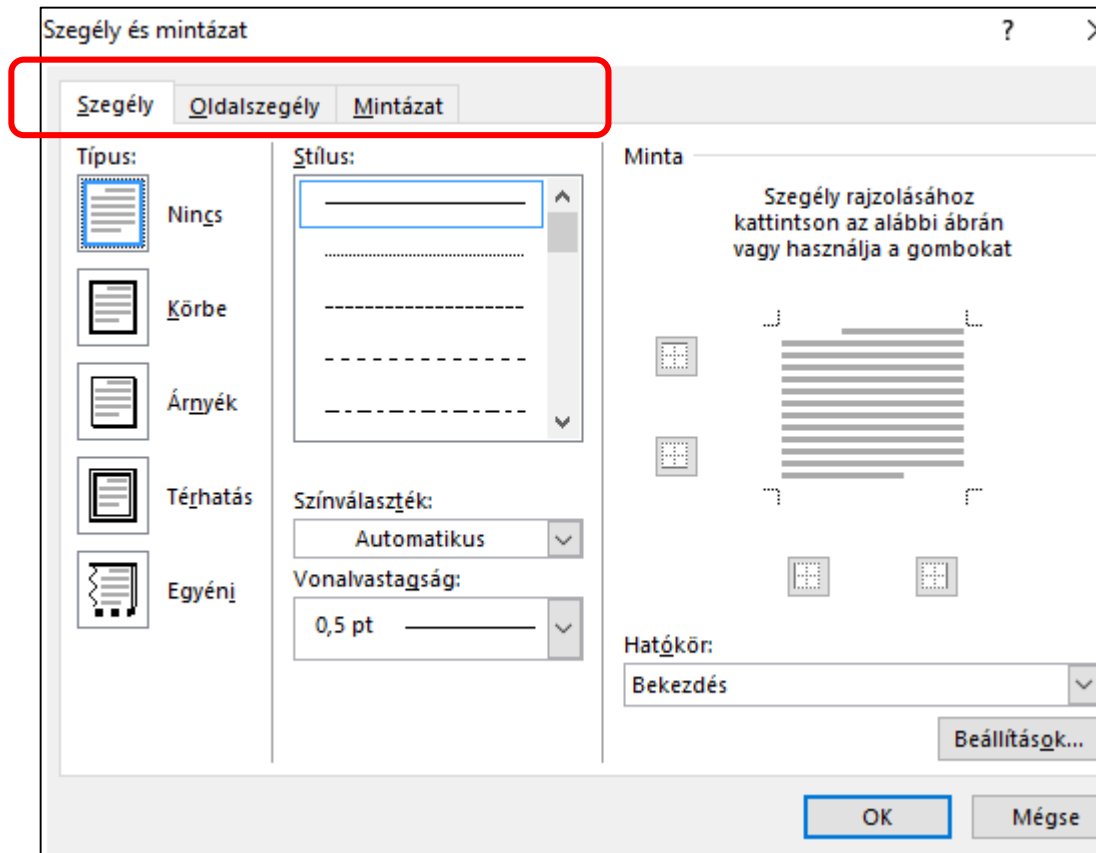 Szegély és mintázat
?
Szegély
Oldalszegély
Mintázat
Típus:
Nincs
Körbe
Árnyék
Térhatás
Egyéni
Stílus:
Színválaszték:
Automatikus
Vonalvastagság:
0,5 pt
Minta
Szegély rajzolásához
kattintson az alábbi ábrán
vagy használja a gombokat
Hatókör:
Bekezdés
Beállítások...
OK
Mégse